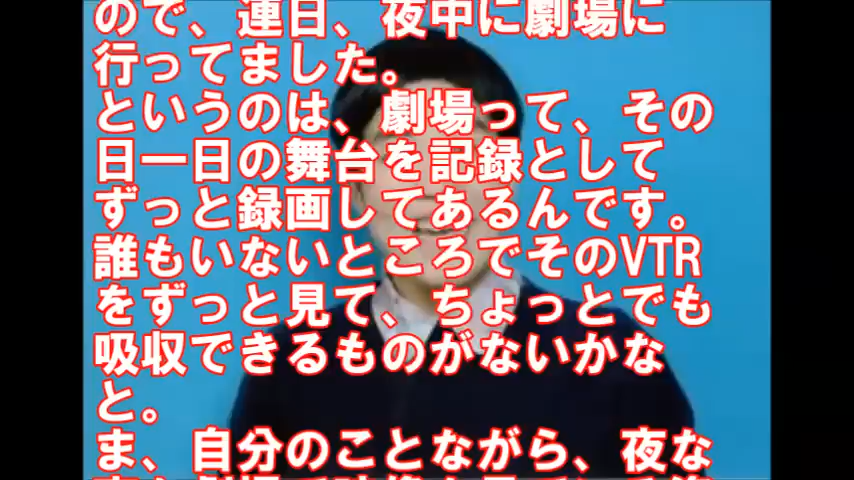 ので、連日、夜中に劇場に
行ってました。
というのは、劇場って、その
日一日の舞台を記録として
ずっと録画してあるんです。
誰もいないところでそのVTR
をずっと見て、ちょっとでも
吸収できるものがないかな
と。
ま、自分のことながら、夜な